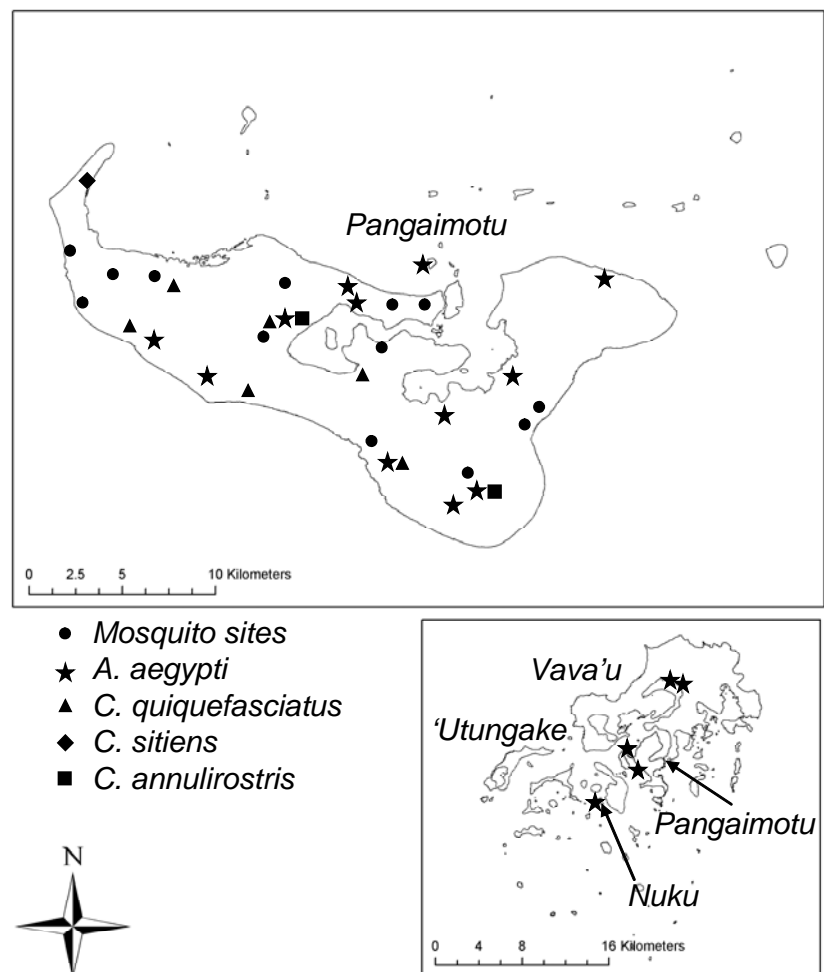 Pangaimotu
0 2.5 5 10 Kilometers
Mosquito sites
A. aegypti
C. quiquefasciatus
C. sitiens
C. annulirostris
N
Vava'u
'Utungake
Pangaimotu
Nuku
0 4 8 16 Kilometers